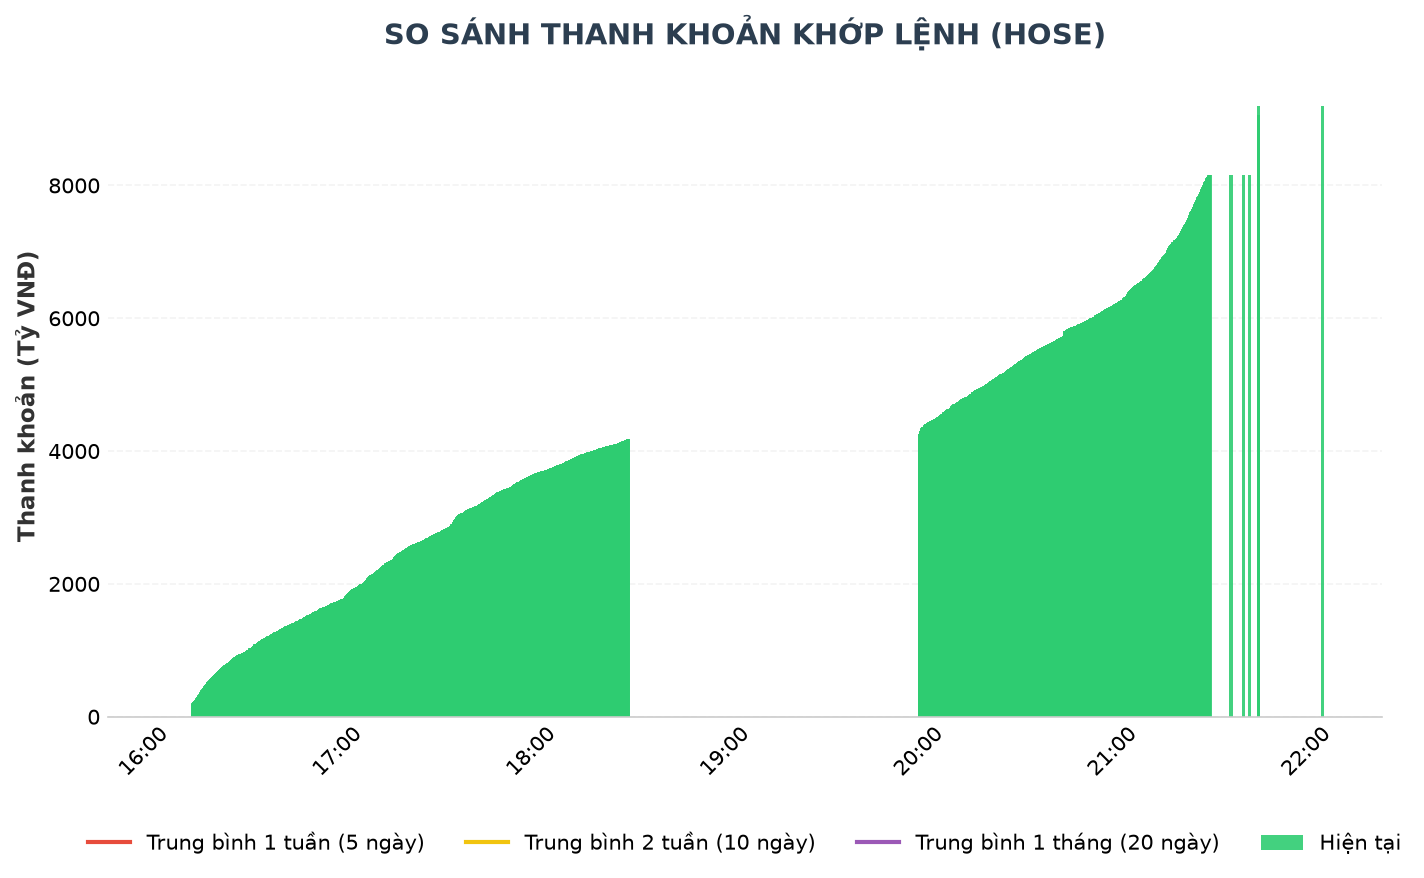 SO SÁNH THANH KHOẢN KHỚP LỆNH (HOSE)
Thanh khoản (Tỷ VNĐ)
8000
6000
4000
2000
0
16:00
17:00
18:00
19:00
20:00
21:00
22:00
Trung bình 1 tuần (5 ngày)
Trung bình 2 tuần (10 ngày)
Trung bình 1 tháng (20 ngày)
Hiện tại